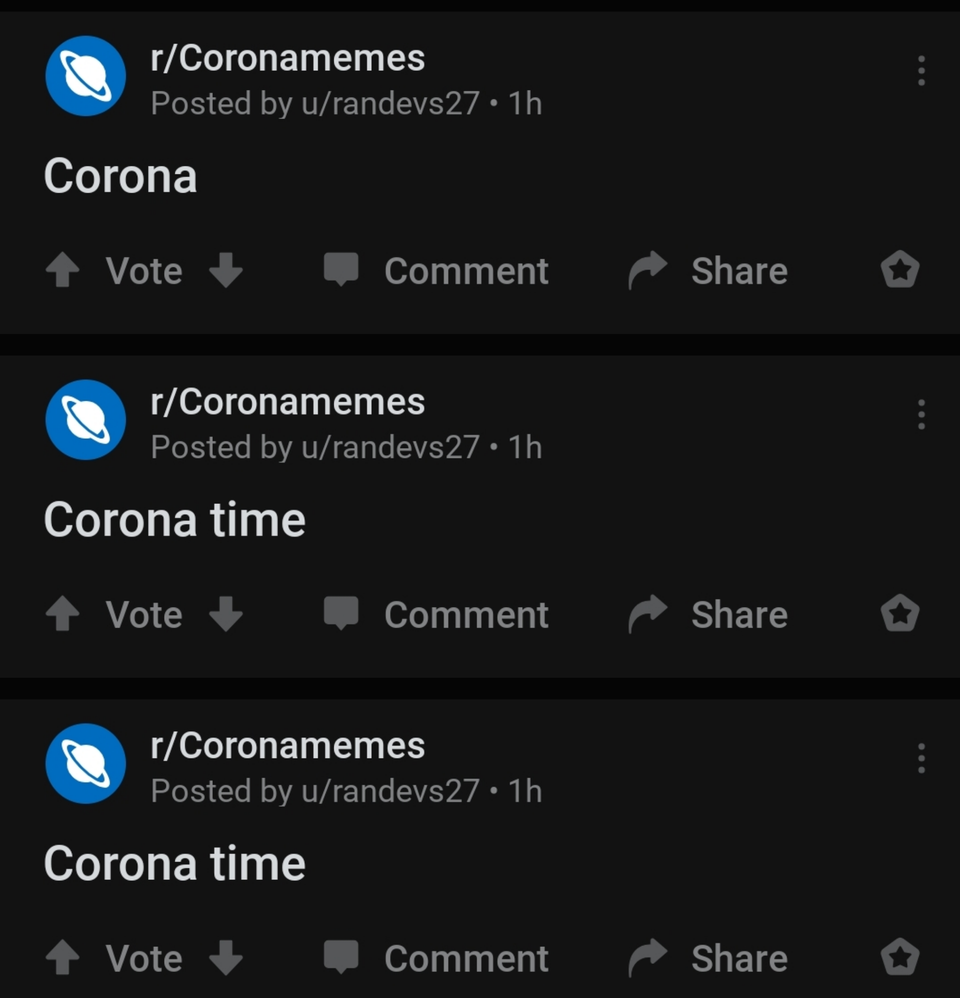 r/Coronamemes
Posted by u/randevs27 • 1h
Corona
Vote Comment Share
r/Coronamemes
Posted by u/randevs27 • 1h
Corona time
Vote Comment Share
r/Coronamemes
Posted by u/randevs27 • 1h
Corona time
Vote Comment Share